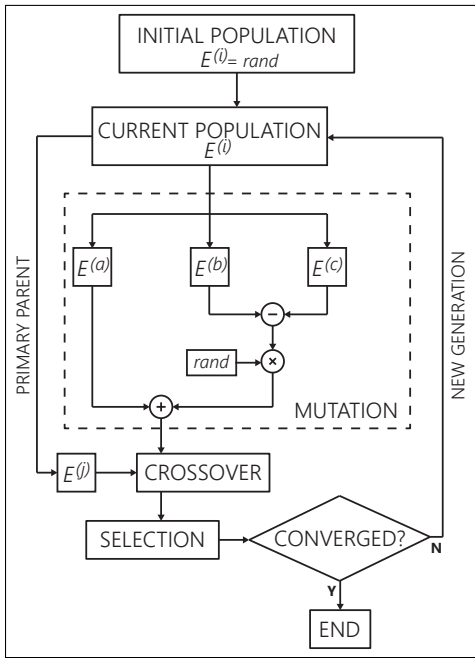 INITIAL POPULATION
E(i)= rand
CURRENT POPULATION
E(i)
E(a)
E(b)
E(c)
−
rand
×
+
MUTATION
PRIMARY PARENT
NEW GENERATION
E(j)
CROSSOVER
SELECTION
CONVERGED?
N
Y
END